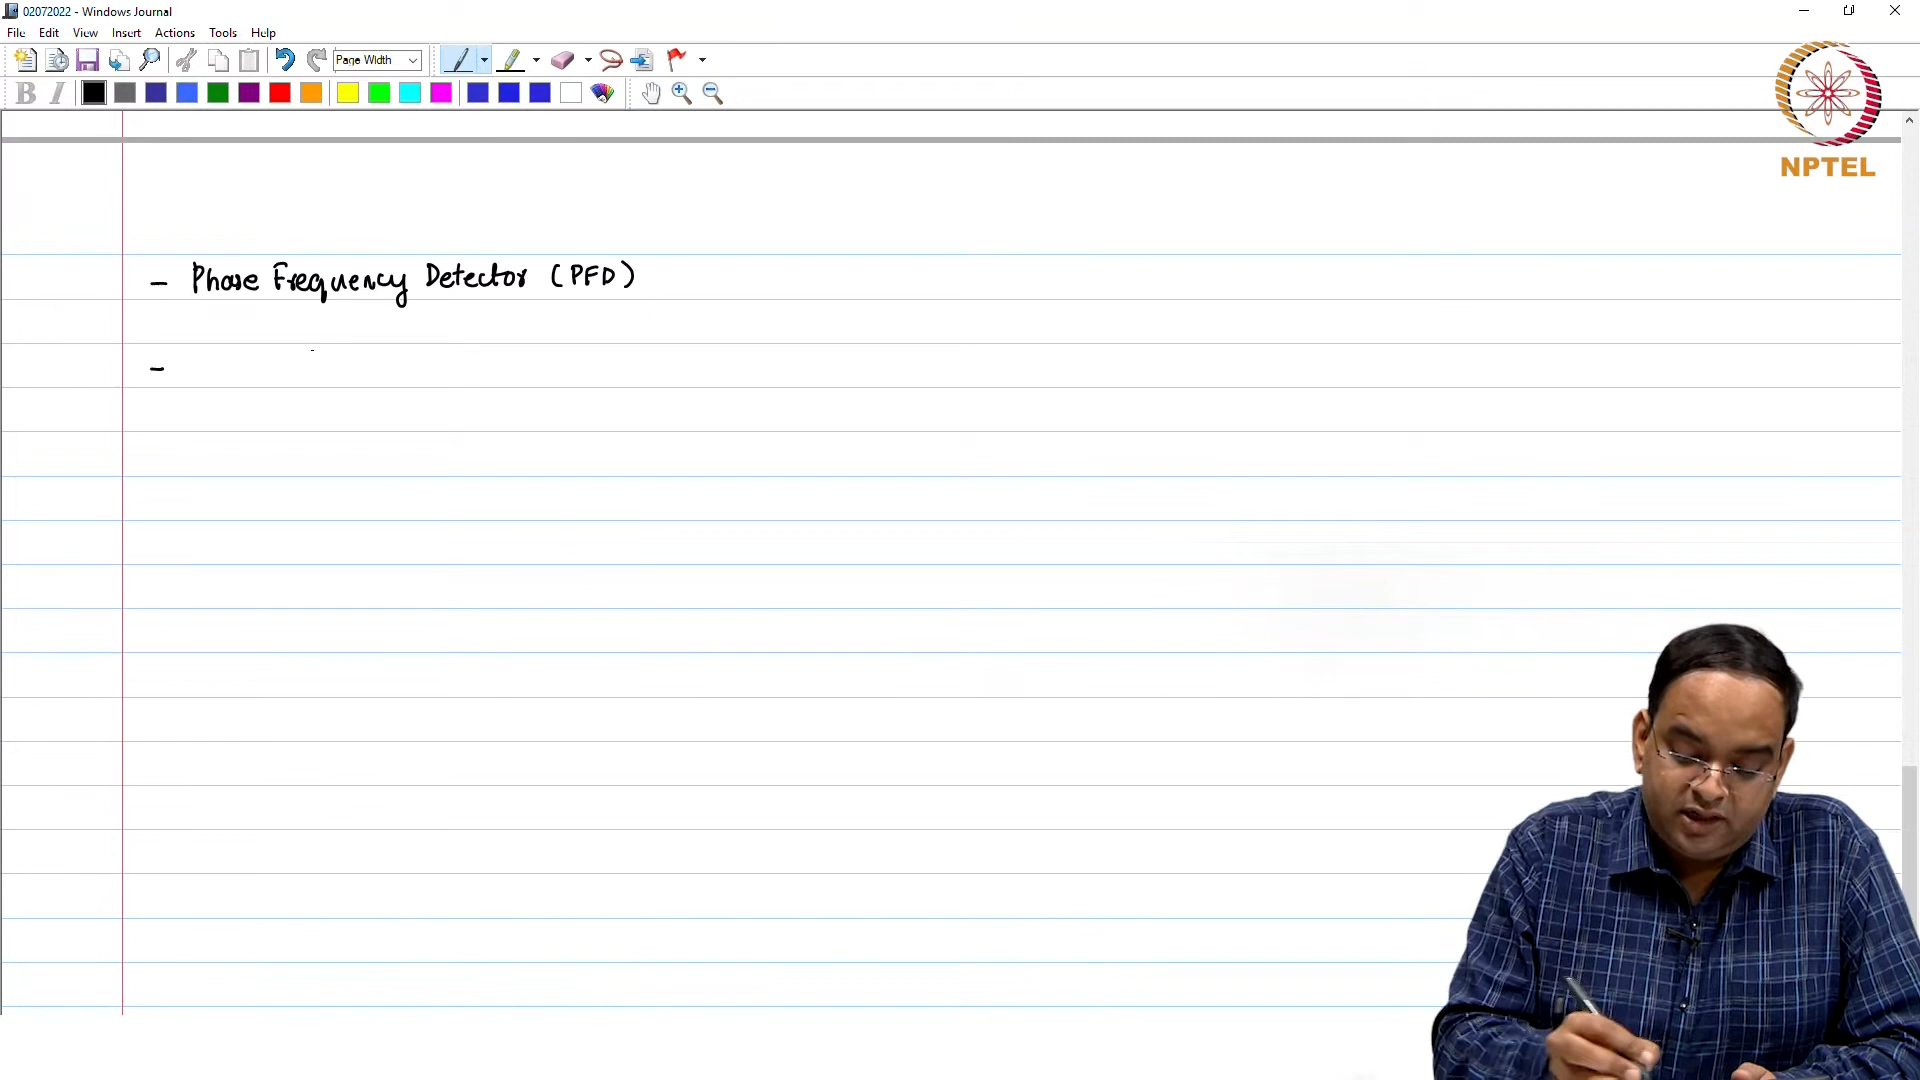 02072022 - Windows Journal
File Edit View Insert Actions Tools Help
Page Width
B I
NPTEL
- Phase Frequency Detector (PFD)
-